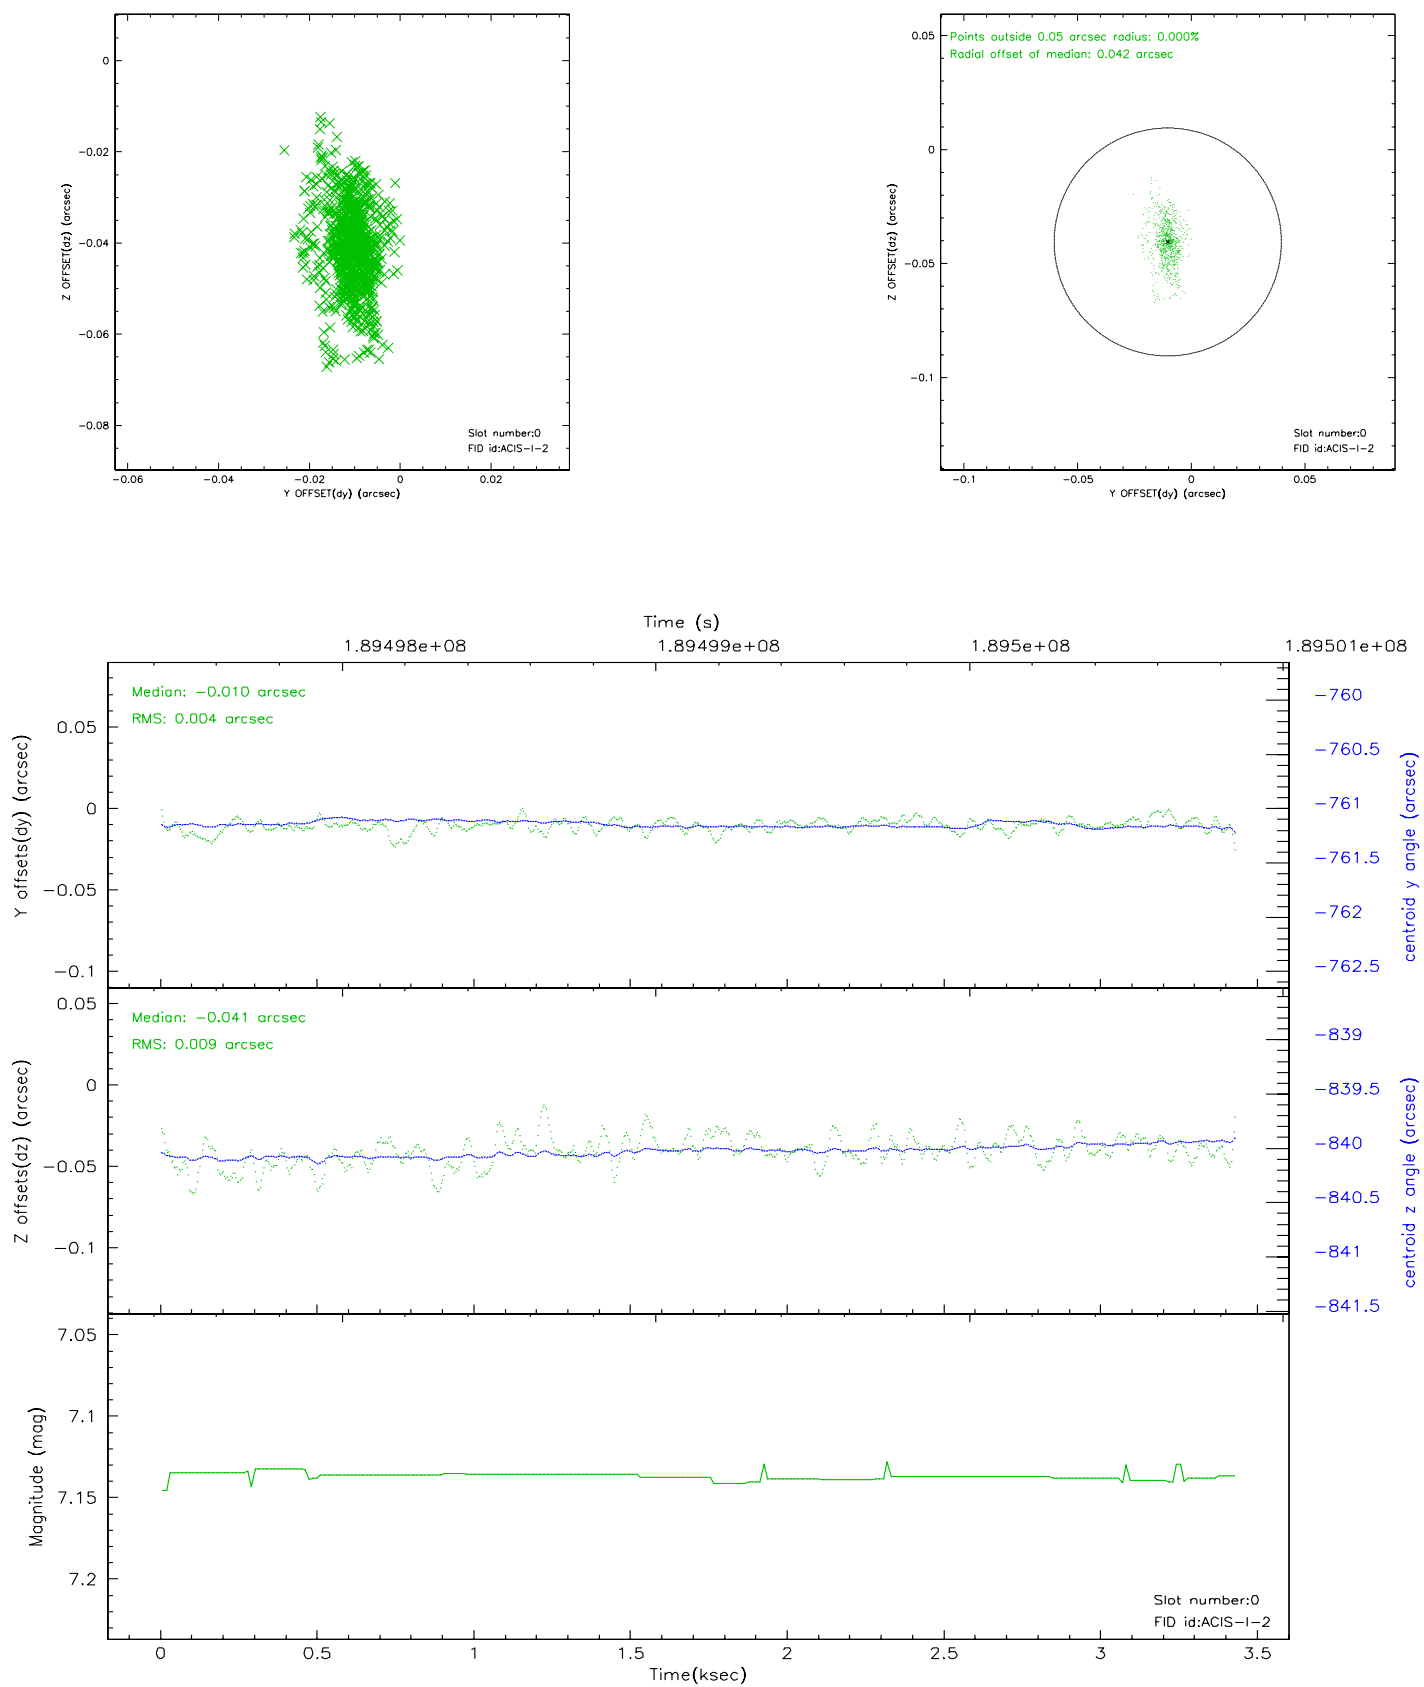 0
−0.02
−0.04
−0.06
−0.08
Z OFFSET(dz) (arcsec)
Slot number:0
FID id:ACIS−I−2
−0.06
−0.04
−0.02
0
0.02
Y OFFSET(dy) (arcsec)
Points outside 0.05 arcsec radius: 0.000%
Radial offset of median: 0.042 arcsec
0.05
0
−0.05
−0.1
Z OFFSET(dz) (arcsec)
Slot number:0
FID id:ACIS−I−2
−0.1
−0.05
0
0.05
Y OFFSET(dy) (arcsec)
Time (s)
1.89498e+08
1.89499e+08
1.895e+08
1.89501e+08
Median: −0.010 arcsec
RMS: 0.004 arcsec
0.05
0
−0.05
−0.1
Y offsets(dy) (arcsec)
−760
−760.5
−761
−761.5
−762
−762.5
centroid y angle (arcsec)
Median: −0.041 arcsec
RMS: 0.009 arcsec
0.05
0
−0.05
−0.1
Z offsets(dz) (arcsec)
−839
−839.5
−840
−840.5
−841
−841.5
centroid z angle (arcsec)
7.05
7.1
7.15
7.2
Magnitude (mag)
Slot number:0
FID id:ACIS−I−2
0
0.5
1
1.5
2
2.5
3
3.5
Time(ksec)